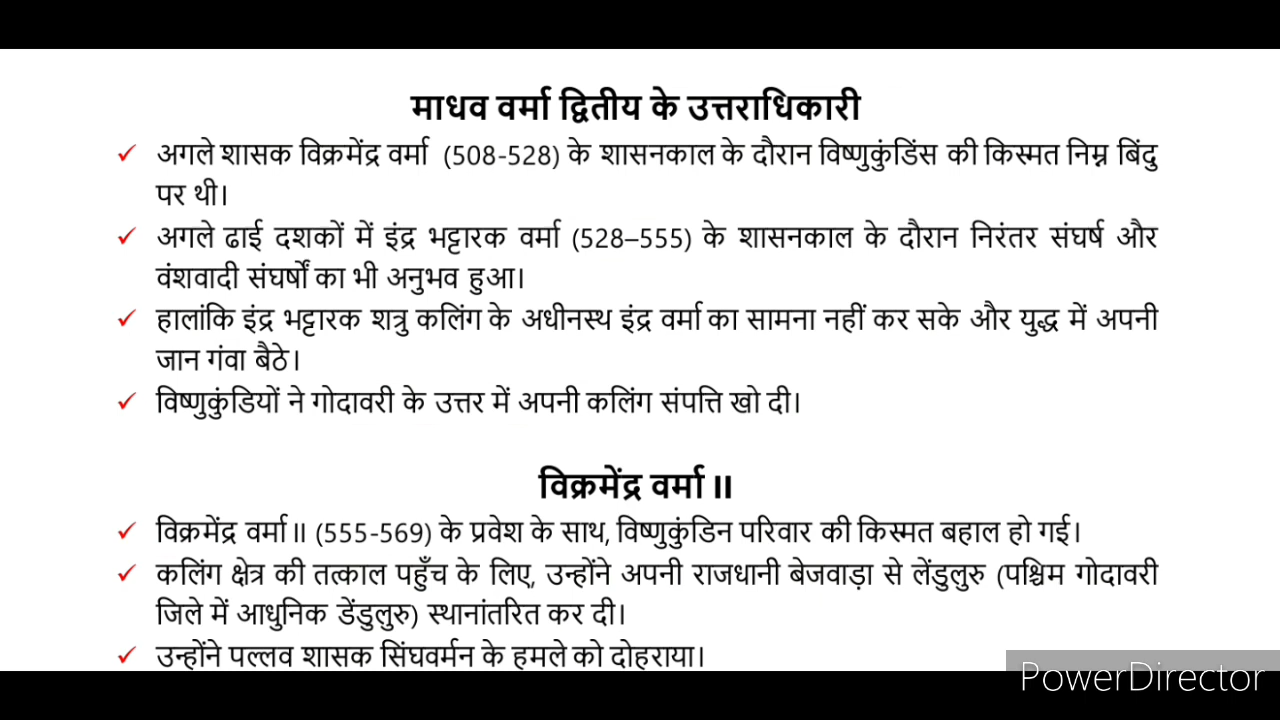 माधव वर्मा द्वितीय के उत्तराधिकारी
✓ अगले शासक विक्रमेंद्र वर्मा (508-528) के शासनकाल के दौरान विष्णुकुंडिंस की किस्मत निम्न बिंदु
पर थी।
✓ अगले ढाई दशकों में इंद्र भट्टारक वर्मा (528–555) के शासनकाल के दौरान निरंतर संघर्ष और
वंशवादी संघर्षों का भी अनुभव हुआ।
✓ हालांकि इंद्र भट्टारक शत्रु कलिंग के अधीनस्थ इंद्र वर्मा का सामना नहीं कर सके और युद्ध में अपनी
जान गंवा बैठे।
✓ विष्णुकुंडियों ने गोदावरी के उत्तर में अपनी कलिंग संपत्ति खो दी।
विक्रमेंद्र वर्मा II
✓ विक्रमेंद्र वर्मा II (555-569) के प्रवेश के साथ, विष्णुकुंडिन परिवार की किस्मत बहाल हो गई।
✓ कलिंग क्षेत्र की तत्काल पहुँच के लिए, उन्होंने अपनी राजधानी बेजवाड़ा से लेंडुलुरु (पश्चिम गोदावरी
जिले में आधुनिक डेंडुलुरु) स्थानांतरित कर दी।
✓ उन्होंने पल्लव शासक सिंघवर्मन के हमले को दोहराया।
PowerDirector